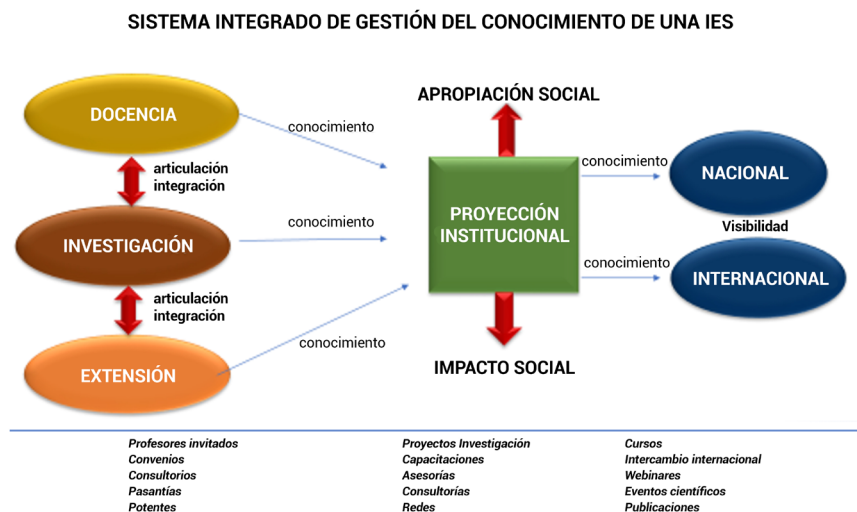 SISTEMA INTEGRADO DE GESTIÓN DEL CONOCIMIENTO DE UNA IES
DOCENCIA
conocimiento
articulación
integración
INVESTIGACIÓN
conocimiento
articulación
integración
EXTENSIÓN
conocimiento
APROPIACIÓN SOCIAL
PROYECCIÓN
INSTITUCIONAL
IMPACTO SOCIAL
conocimiento
NACIONAL
Visibilidad
conocimiento
INTERNACIONAL
Profesores invitados
Convenios
Consultorios
Pasantías
Potentes
Proyectos Investigación
Capacitaciones
Asesorías
Consultorías
Redes
Cursos
Intercambio internacional
Webinares
Eventos científicos
Publicaciones